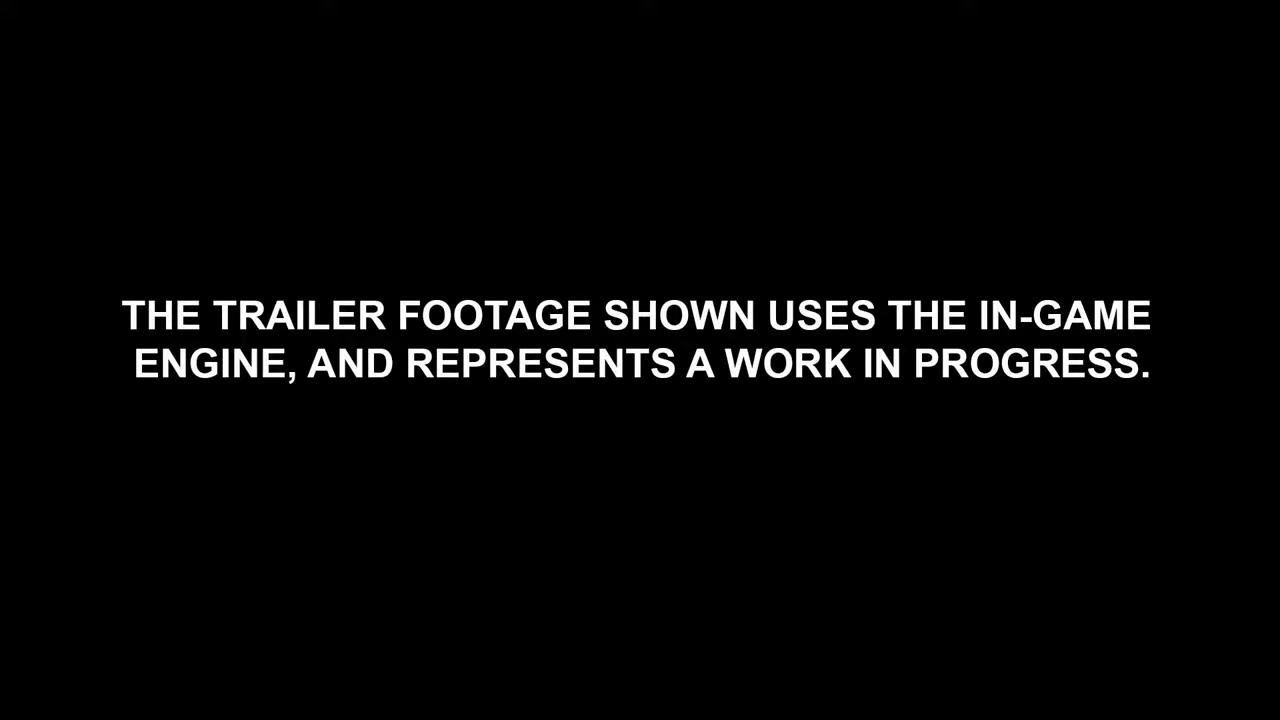 THE TRAILER FOOTAGE SHOWN USES THE IN-GAME
ENGINE, AND REPRESENTS A WORK IN PROGRESS.